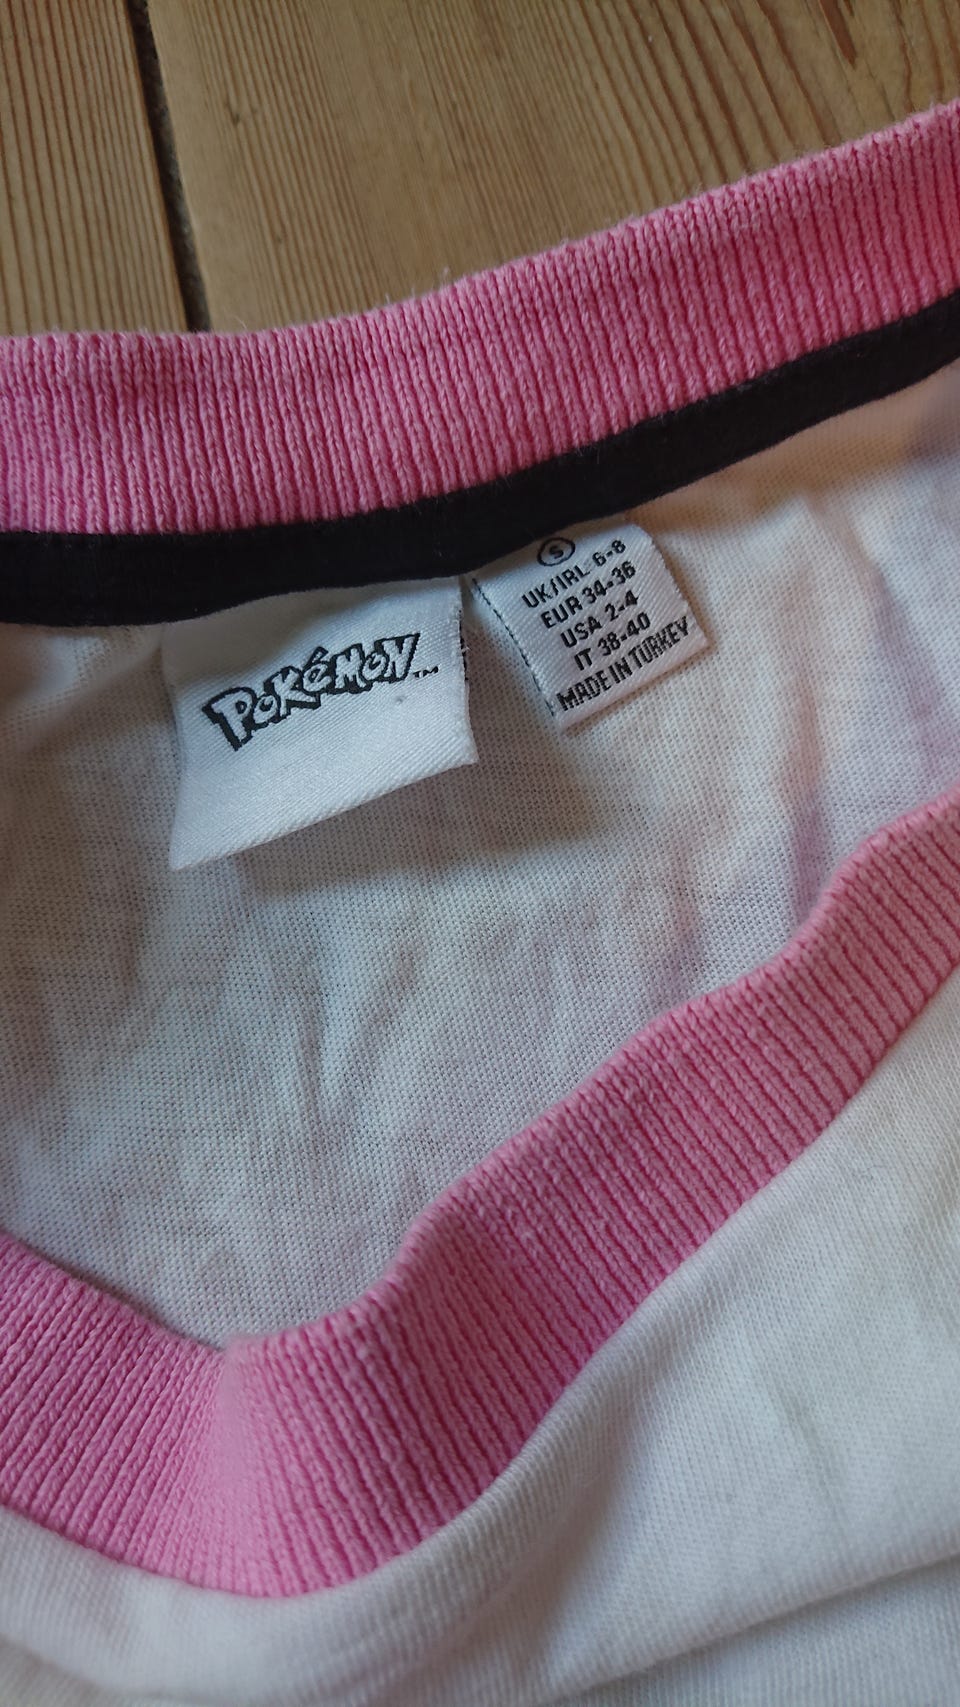 POKéMON™
S
UK/IRL 6-8
EUR 34-36
USA 2-4
IT 38-40
MADE IN TURKEY